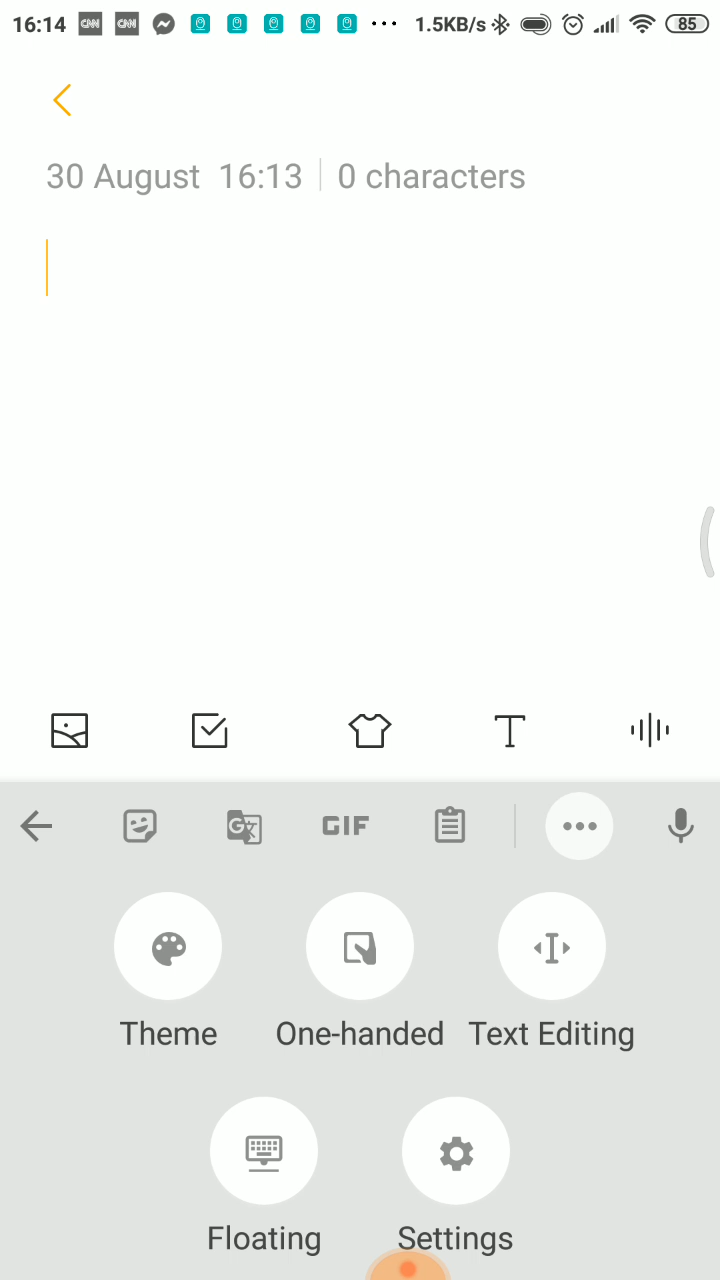 16:14 CNN CNN 1.5KB/s 85
30 August 16:13 0 characters
G 文 GIF
Theme One-handed Text Editing
Floating Settings